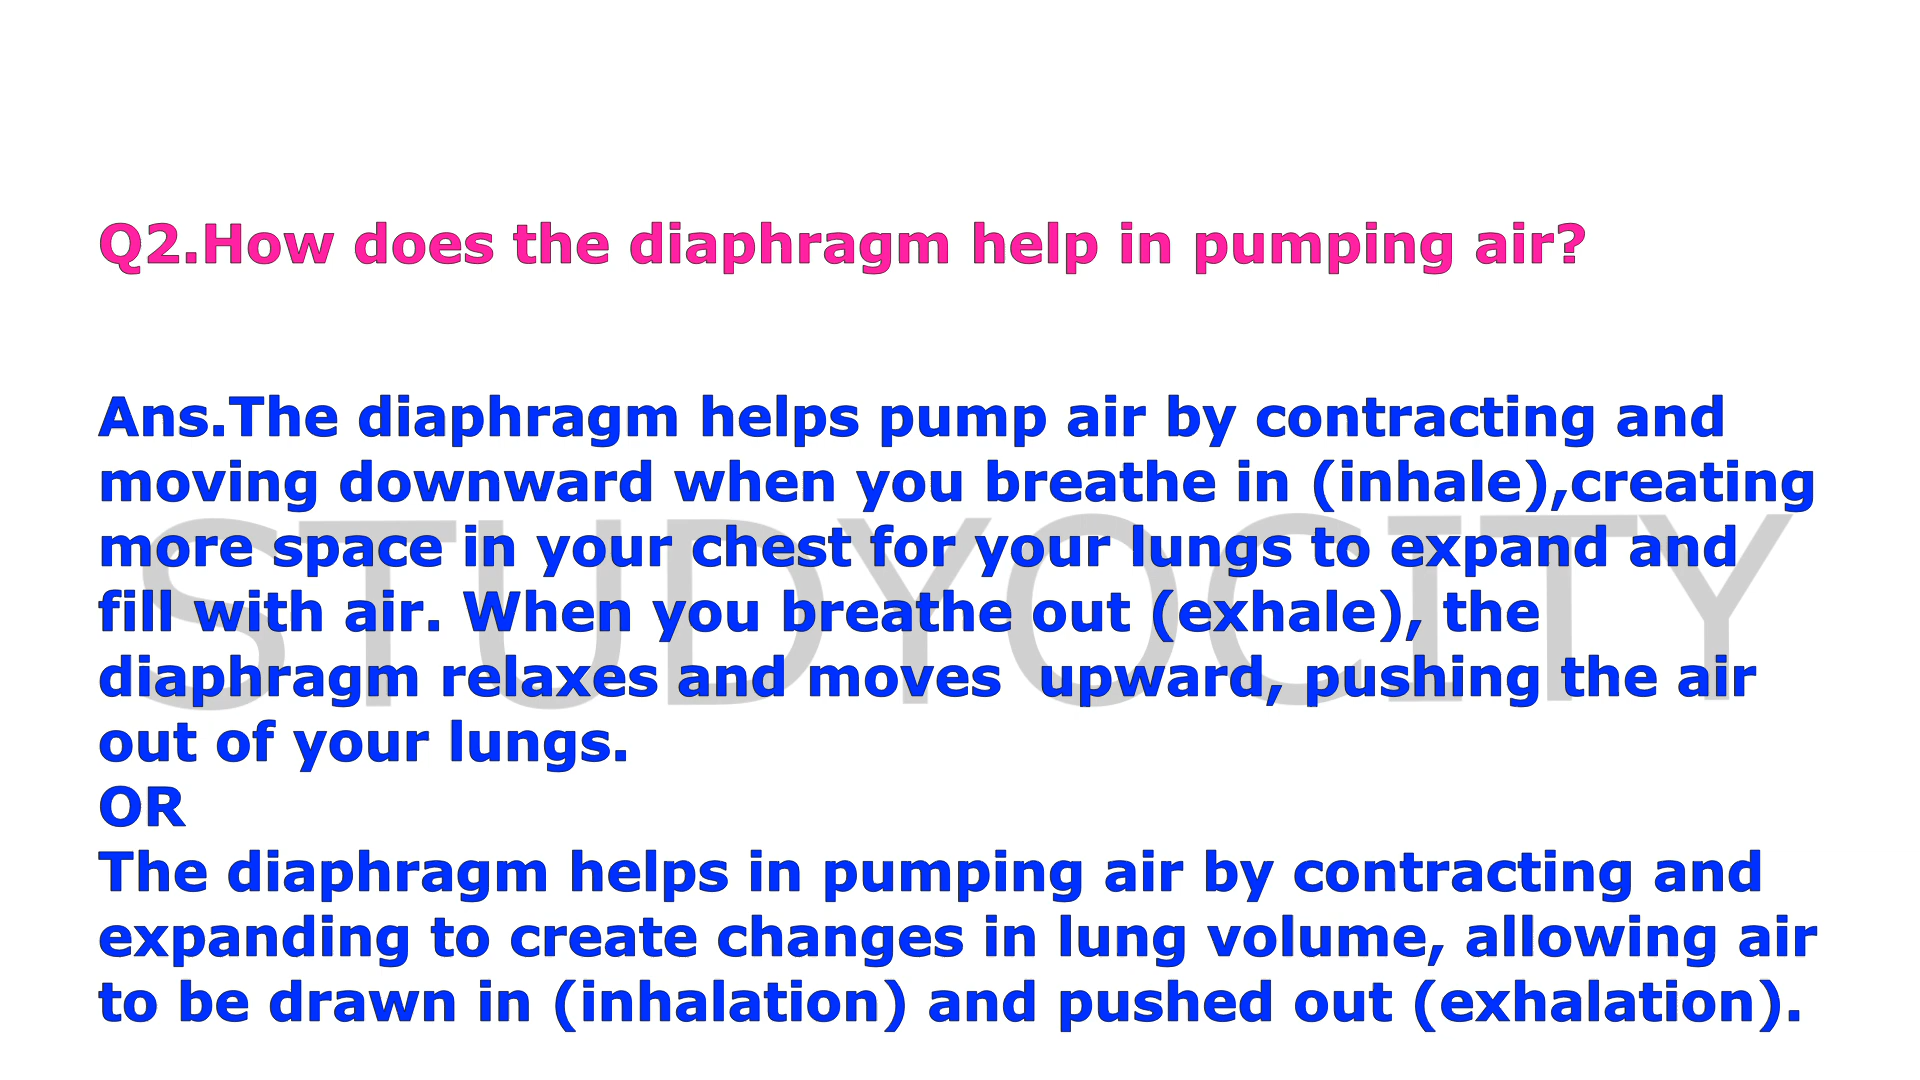 Q2.How does the diaphragm help in pumping air?
Ans.The diaphragm helps pump air by contracting and
moving downward when you breathe in (inhale),creating
more space in your chest for your lungs to expand and
fill with air. When you breathe out (exhale), the
diaphragm relaxes and moves  upward, pushing the air
out of your lungs.
OR
The diaphragm helps in pumping air by contracting and
expanding to create changes in lung volume, allowing air
to be drawn in (inhalation) and pushed out (exhalation).
STUDYOCITY